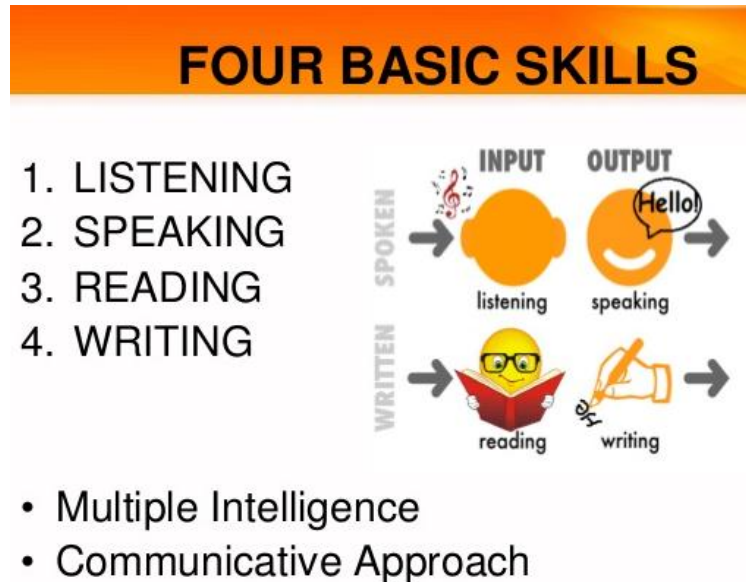 FOUR BASIC SKILLS
1. LISTENING
2. SPEAKING
3. READING
4. WRITING
INPUT OUTPUT
SPOKEN
Hello!
listening speaking
WRITTEN
He
reading writing
• Multiple Intelligence
• Communicative Approach